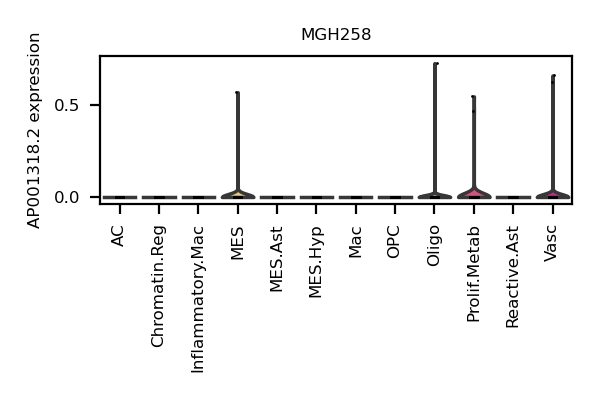 MGH258
AP001318.2 expression
0.5
0.0
AC
Chromatin.Reg
Inflammatory.Mac
MES
MES.Ast
MES.Hyp
Mac
OPC
Oligo
Prolif.Metab
Reactive.Ast
Vasc